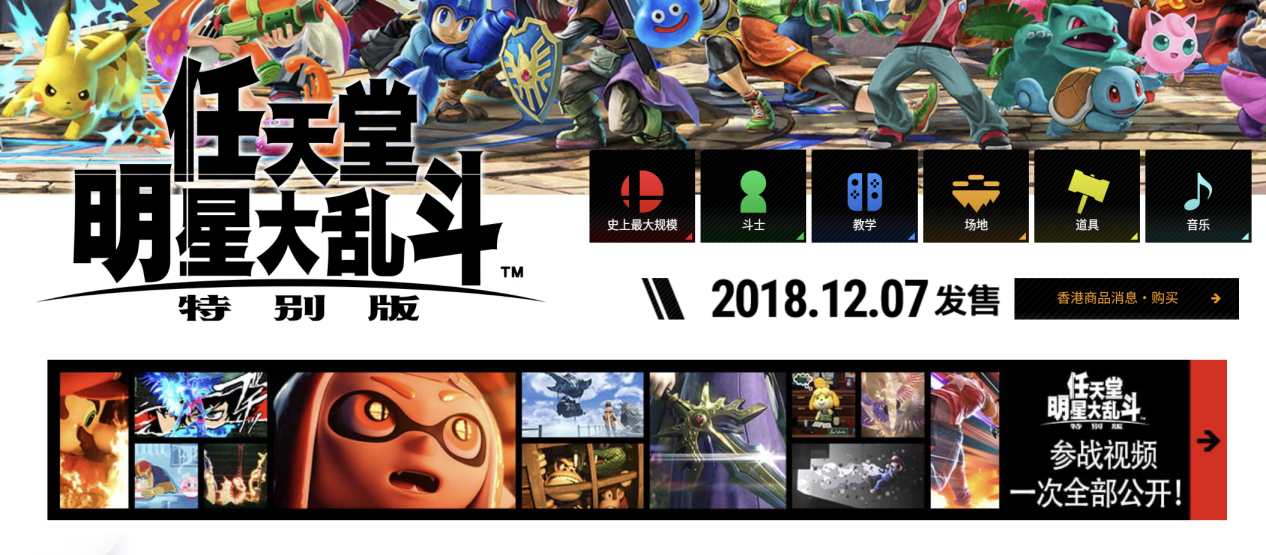 任天堂
明星大乱斗
TM
特别版
史上最大规模
斗士
教学
场地
道具
音乐
2018.12.07 发售
香港商品消息・购买
任天堂
明星大乱斗
特别版
参战视频
一次全部公开!